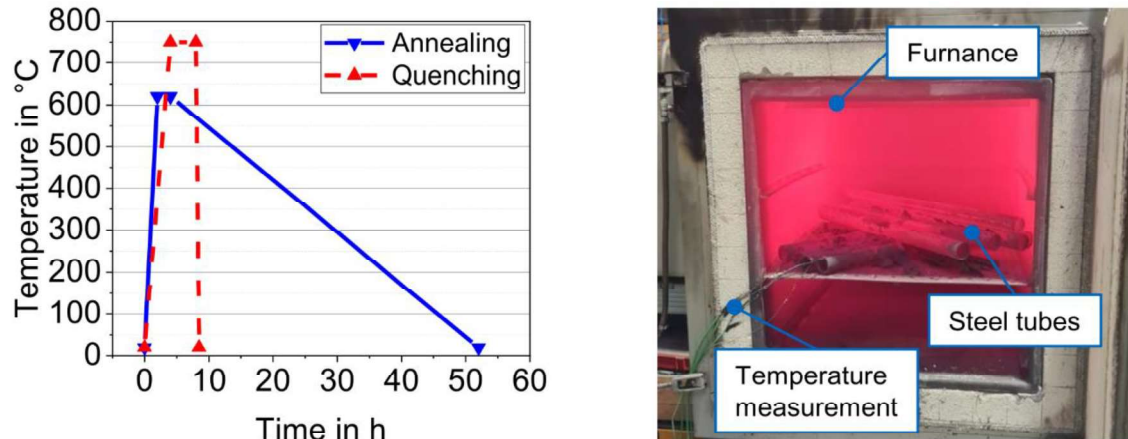 Temperature in °C
800
700
600
500
400
300
200
100
0
0 10 20 30 40 50 60
Time in h
Annealing
Quenching
Furnance
Steel tubes
Temperature
measurement